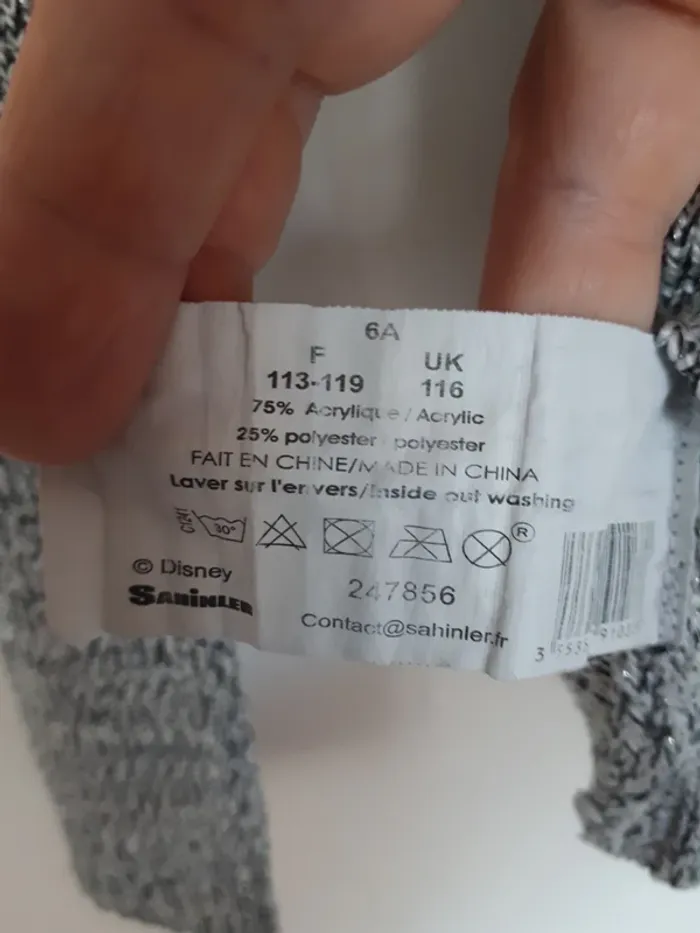 6A
F UK
113-119 116
75% Acrylique / Acrylic
25% polyester polyester
FAIT EN CHINE/MADE IN CHINA
Laver sur l'envers/Inside out washing
30°
®
© Disney
247856
SAHINLER
Contact@sahinler.fr